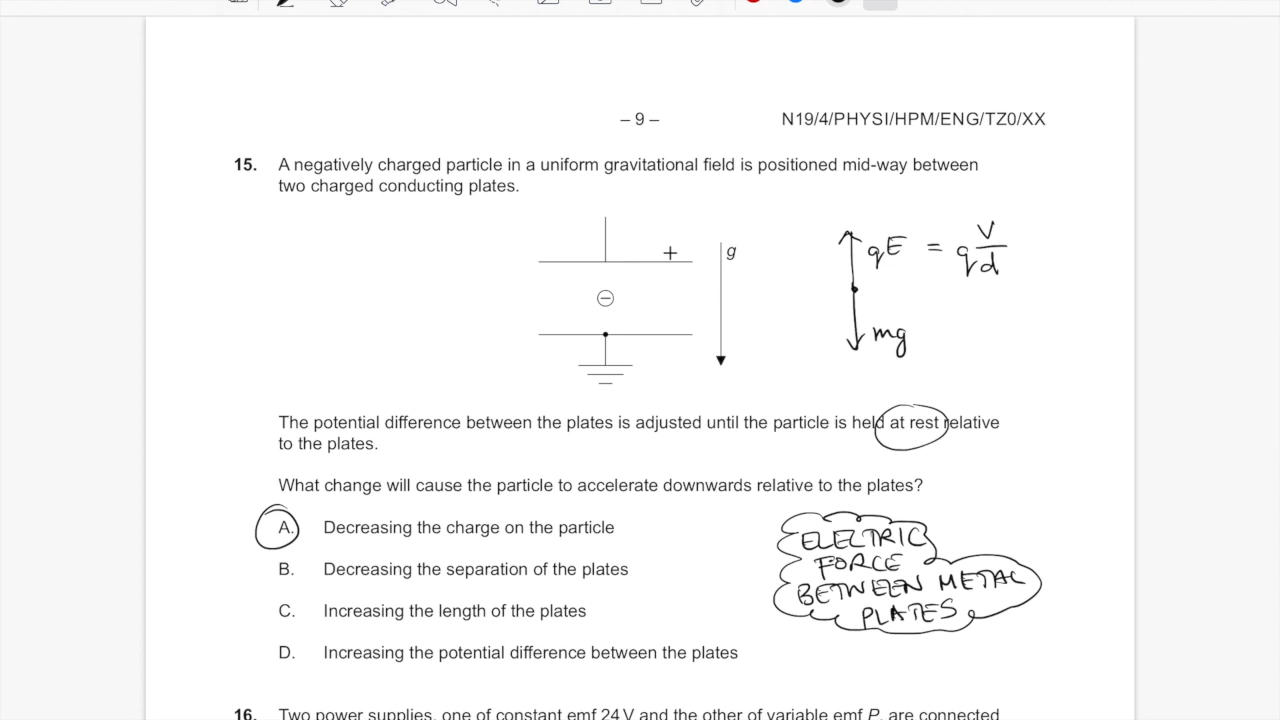 – 9 –
N19/4/PHYSI/HPM/ENG/TZ0/XX
15. A negatively charged particle in a uniform gravitational field is positioned mid-way between
two charged conducting plates.
+
g
−
qE = q V/d
mg
The potential difference between the plates is adjusted until the particle is held at rest relative
to the plates.
What change will cause the particle to accelerate downwards relative to the plates?
A. Decreasing the charge on the particle
B. Decreasing the separation of the plates
C. Increasing the length of the plates
D. Increasing the potential difference between the plates
ELECTRIC
FORCE
BETWEEN METAL
PLATES
16. Two power supplies, one of constant emf 24 V and the other of variable emf P, are connected